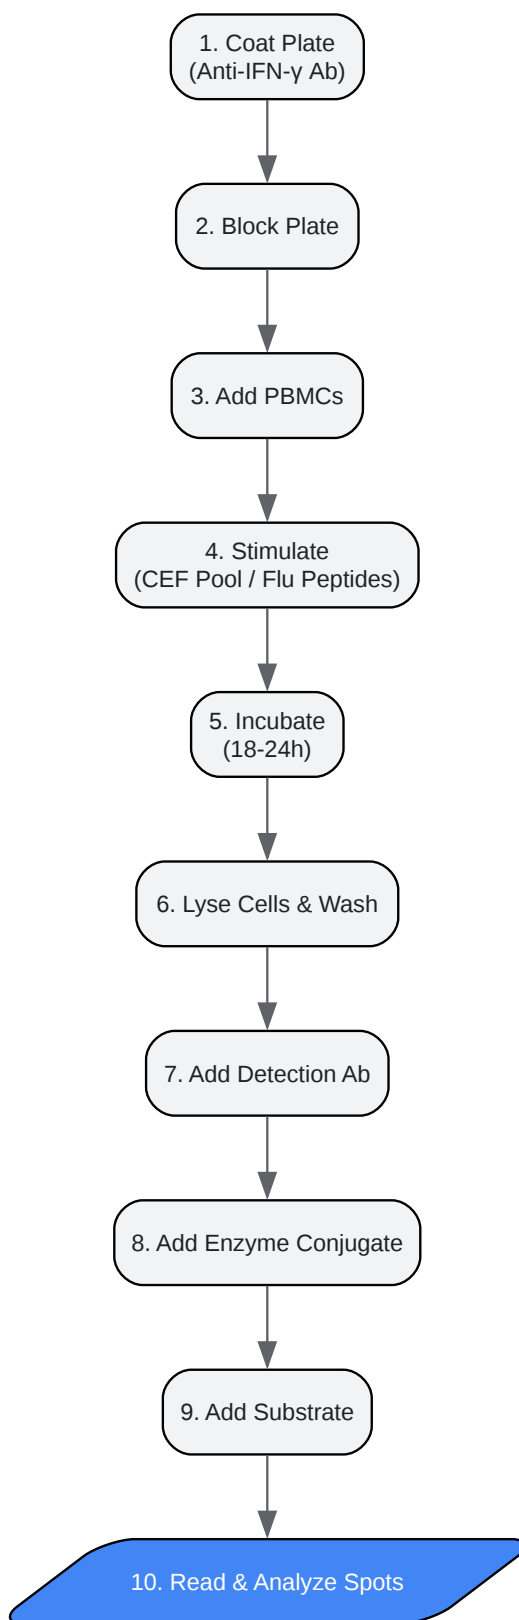 1. Coat Plate
(Anti-IFN-γ Ab)
2. Block Plate
3. Add PBMCs
4. Stimulate
(CEF Pool / Flu Peptides)
5. Incubate
(18-24h)
6. Lyse Cells & Wash
7. Add Detection Ab
8. Add Enzyme Conjugate
9. Add Substrate
10. Read & Analyze Spots